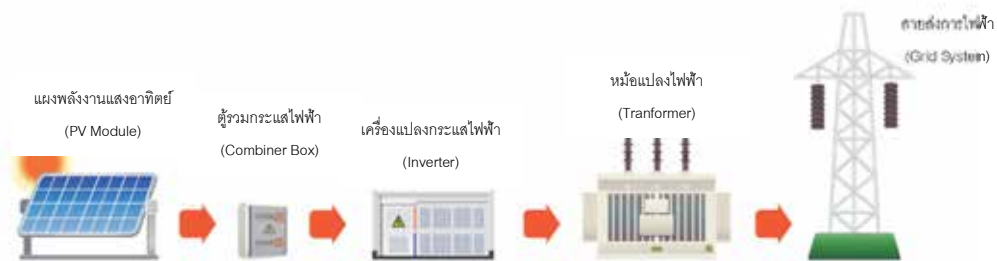 แผงพลังงานแสงอาทิตย์
(PV Module)
ตู้รวมกระแสไฟฟ้า
(Combiner Box)
เครื่องแปลงกระแสไฟฟ้า
(Inverter)
หม้อแปลงไฟฟ้า
(Tranformer)
สายส่งการไฟฟ้า
(Grid System)